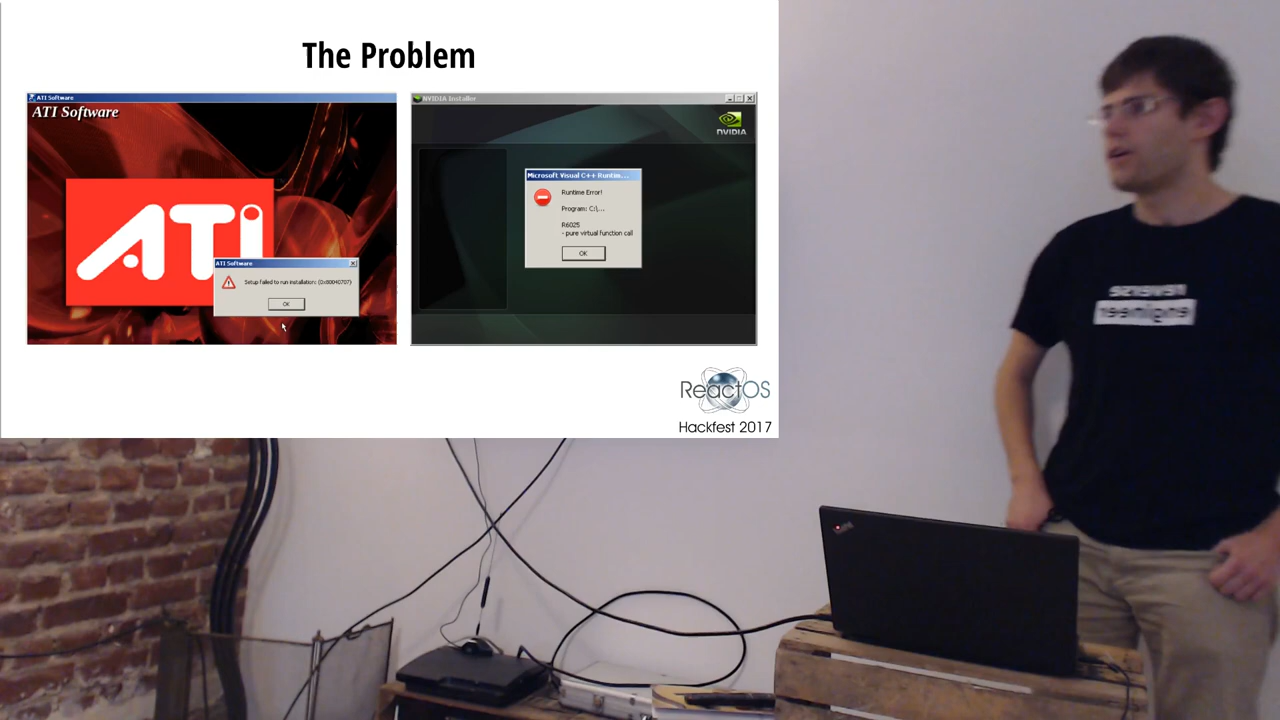 The Problem
ATI Software
ATI Software
ATI
ATI Software
Setup failed to run installation: (0x80040707)
OK
NVIDIA Installer
NVIDIA
Microsoft Visual C++ Runtim...
Runtime Error!
Program: C:\...
R6025
- pure virtual function call
OK
ReactOS
Hackfest 2017